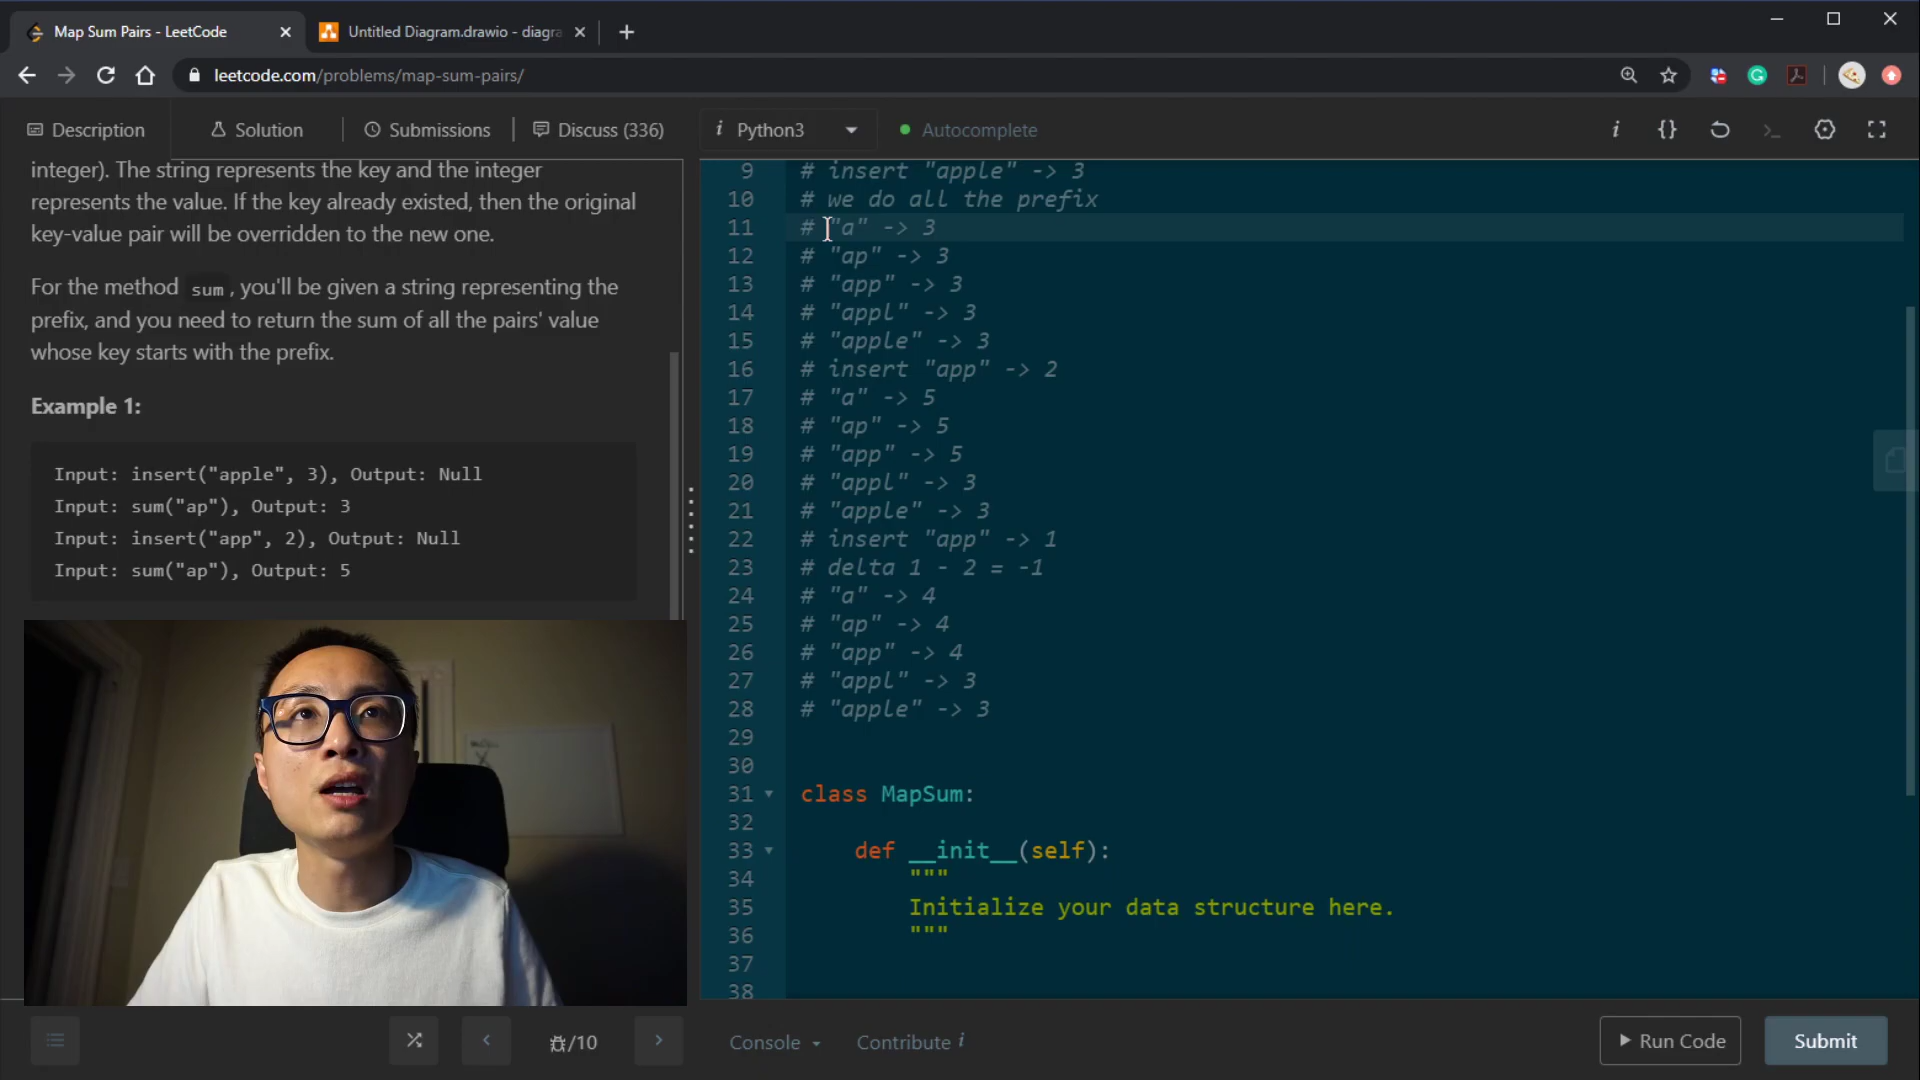 Map Sum Pairs - LeetCode
Untitled Diagram.drawio - diagra
leetcode.com/problems/map-sum-pairs/
Description
Solution
Submissions
Discuss (336)
i Python3
Autocomplete
integer). The string represents the key and the integer
represents the value. If the key already existed, then the original
key-value pair will be overridden to the new one.
For the method sum, you'll be given a string representing the
prefix, and you need to return the sum of all the pairs' value
whose key starts with the prefix.
Example 1:
Input: insert("apple", 3), Output: Null
Input: sum("ap"), Output: 3
Input: insert("app", 2), Output: Null
Input: sum("ap"), Output: 5
9 # insert "apple" -> 3
10 # we do all the prefix
11 # "a" -> 3
12 # "ap" -> 3
13 # "app" -> 3
14 # "appl" -> 3
15 # "apple" -> 3
16 # insert "app" -> 2
17 # "a" -> 5
18 # "ap" -> 5
19 # "app" -> 5
20 # "appl" -> 3
21 # "apple" -> 3
22 # insert "app" -> 1
23 # delta 1 - 2 = -1
24 # "a" -> 4
25 # "ap" -> 4
26 # "app" -> 4
27 # "appl" -> 3
28 # "apple" -> 3
29
30
31 class MapSum:
32
33 def __init__(self):
34 """
35 Initialize your data structure here.
36 """
37
38
/10
Console
Contribute i
Run Code
Submit